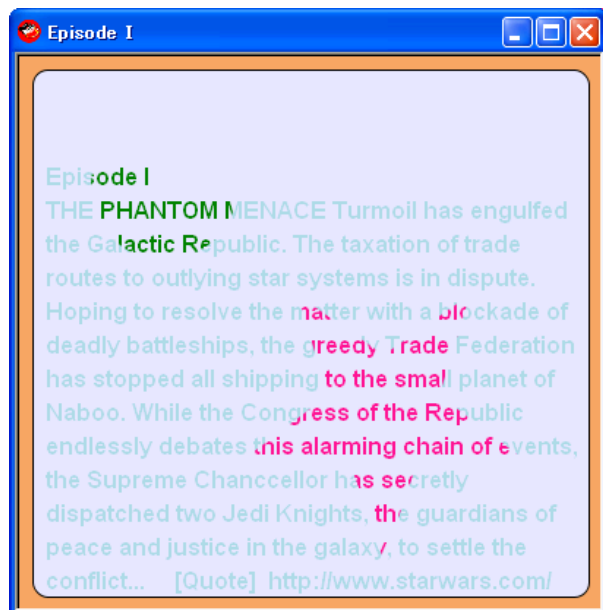 Episode I
Episode I
THE PHANTOM MENACE Turmoil has engulfed
the Galactic Republic. The taxation of trade
routes to outlying star systems is in dispute.
Hoping to resolve the matter with a blockade of
deadly battleships, the greedy Trade Federation
has stopped all shipping to the small planet of
Naboo. While the Congress of the Republic
endlessly debates this alarming chain of events,
the Supreme Chanccellor has secretly
dispatched two Jedi Knights, the guardians of
peace and justice in the galaxy, to settle the
conflict... [Quote] http://www.starwars.com/